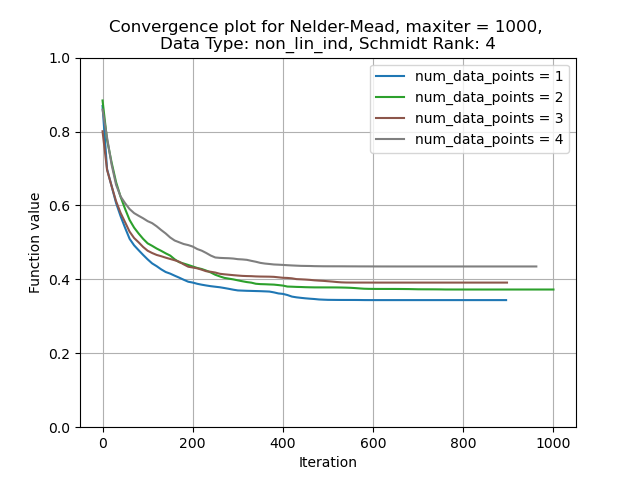 Convergence plot for Nelder-Mead, maxiter = 1000,
Data Type: non_lin_ind, Schmidt Rank: 4
1.0
0.8
0.6
0.4
0.2
0.0
Function value
num_data_points = 1
num_data_points = 2
num_data_points = 3
num_data_points = 4
0
200
400
600
800
1000
Iteration